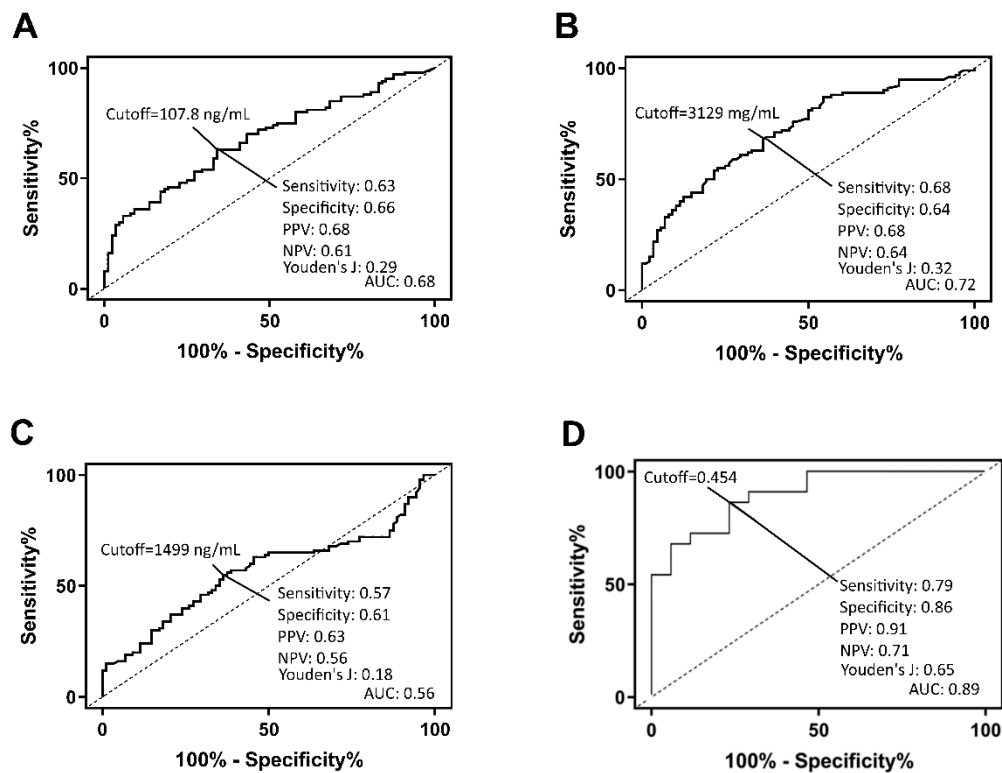 A
Sensitivity%
100
50
0
Cutoff=107.8 ng/mL
Sensitivity: 0.63
Specificity: 0.66
PPV: 0.68
NPV: 0.61
Youden's J: 0.29
AUC: 0.68
0 50 100
100% - Specificity%
B
Sensitivity%
100
50
0
Cutoff=3129 mg/mL
Sensitivity: 0.68
Specificity: 0.64
PPV: 0.68
NPV: 0.64
Youden's J: 0.32
AUC: 0.72
0 50 100
100% - Specificity%
C
Sensitivity%
100
50
0
Cutoff=1499 ng/mL
Sensitivity: 0.57
Specificity: 0.61
PPV: 0.63
NPV: 0.56
Youden's J: 0.18
AUC: 0.56
0 50 100
100% - Specificity%
D
Sensitivity%
100
50
0
Cutoff=0.454
Sensitivity: 0.79
Specificity: 0.86
PPV: 0.91
NPV: 0.71
Youden's J: 0.65
AUC: 0.89
0 50 100
100% - Specificity%